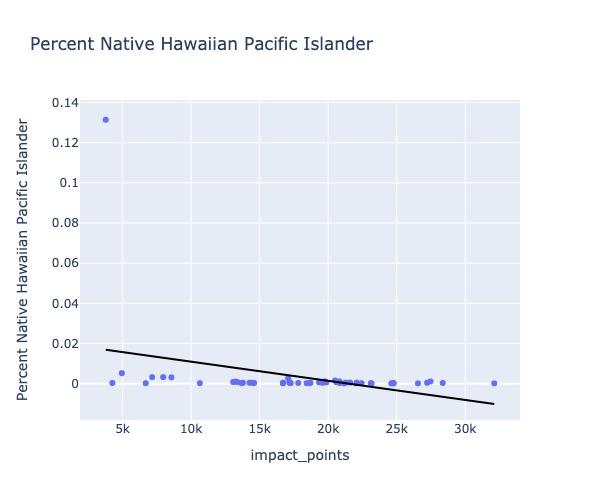 Percent Native Hawaiian Pacific Islander
Percent Native Hawaiian Pacific Islander
0.14
0.12
0.1
0.08
0.06
0.04
0.02
0
5k 10k 15k 20k 25k 30k
impact_points